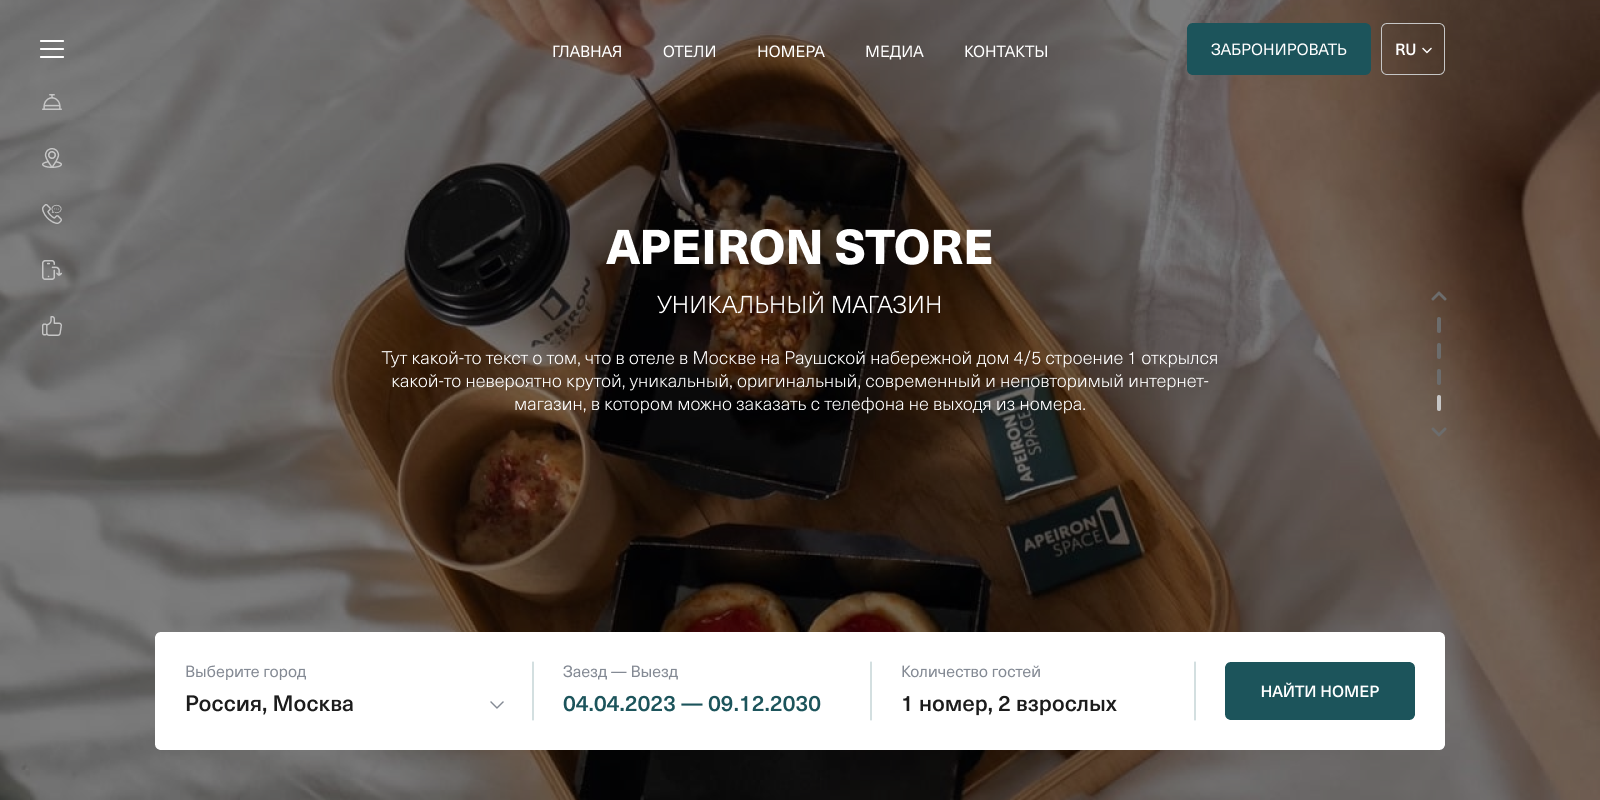 ГЛАВНАЯ ОТЕЛИ НОМЕРА МЕДИА КОНТАКТЫ ЗАБРОНИРОВАТЬ RU
APEIRON STORE
УНИКАЛЬНЫЙ МАГАЗИН
APEIRON
Тут какой-то текст о том, что в отеле в Москве на Раушской набережной дом 4/5 строение 1 открылся
какой-то невероятно крутой, уникальный, оригинальный, современный и неповторимый интернет-
магазин, в котором можно заказать с телефона не выходя из номера.
APEIRON
SPACE
APEIRON
SPACE
Выберите город
Россия, Москва
Заезд — Выезд
04.04.2023 — 09.12.2030
Количество гостей
1 номер, 2 взрослых
НАЙТИ НОМЕР